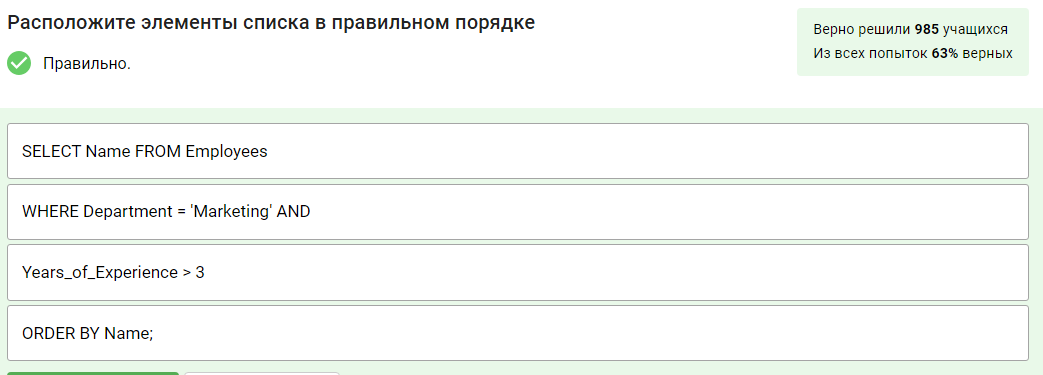 Расположите элементы списка в правильном порядке
Верно решили 985 учащихся
Из всех попыток 63% верных
Правильно.
SELECT Name FROM Employees
WHERE Department = 'Marketing' AND
Years_of_Experience > 3
ORDER BY Name;